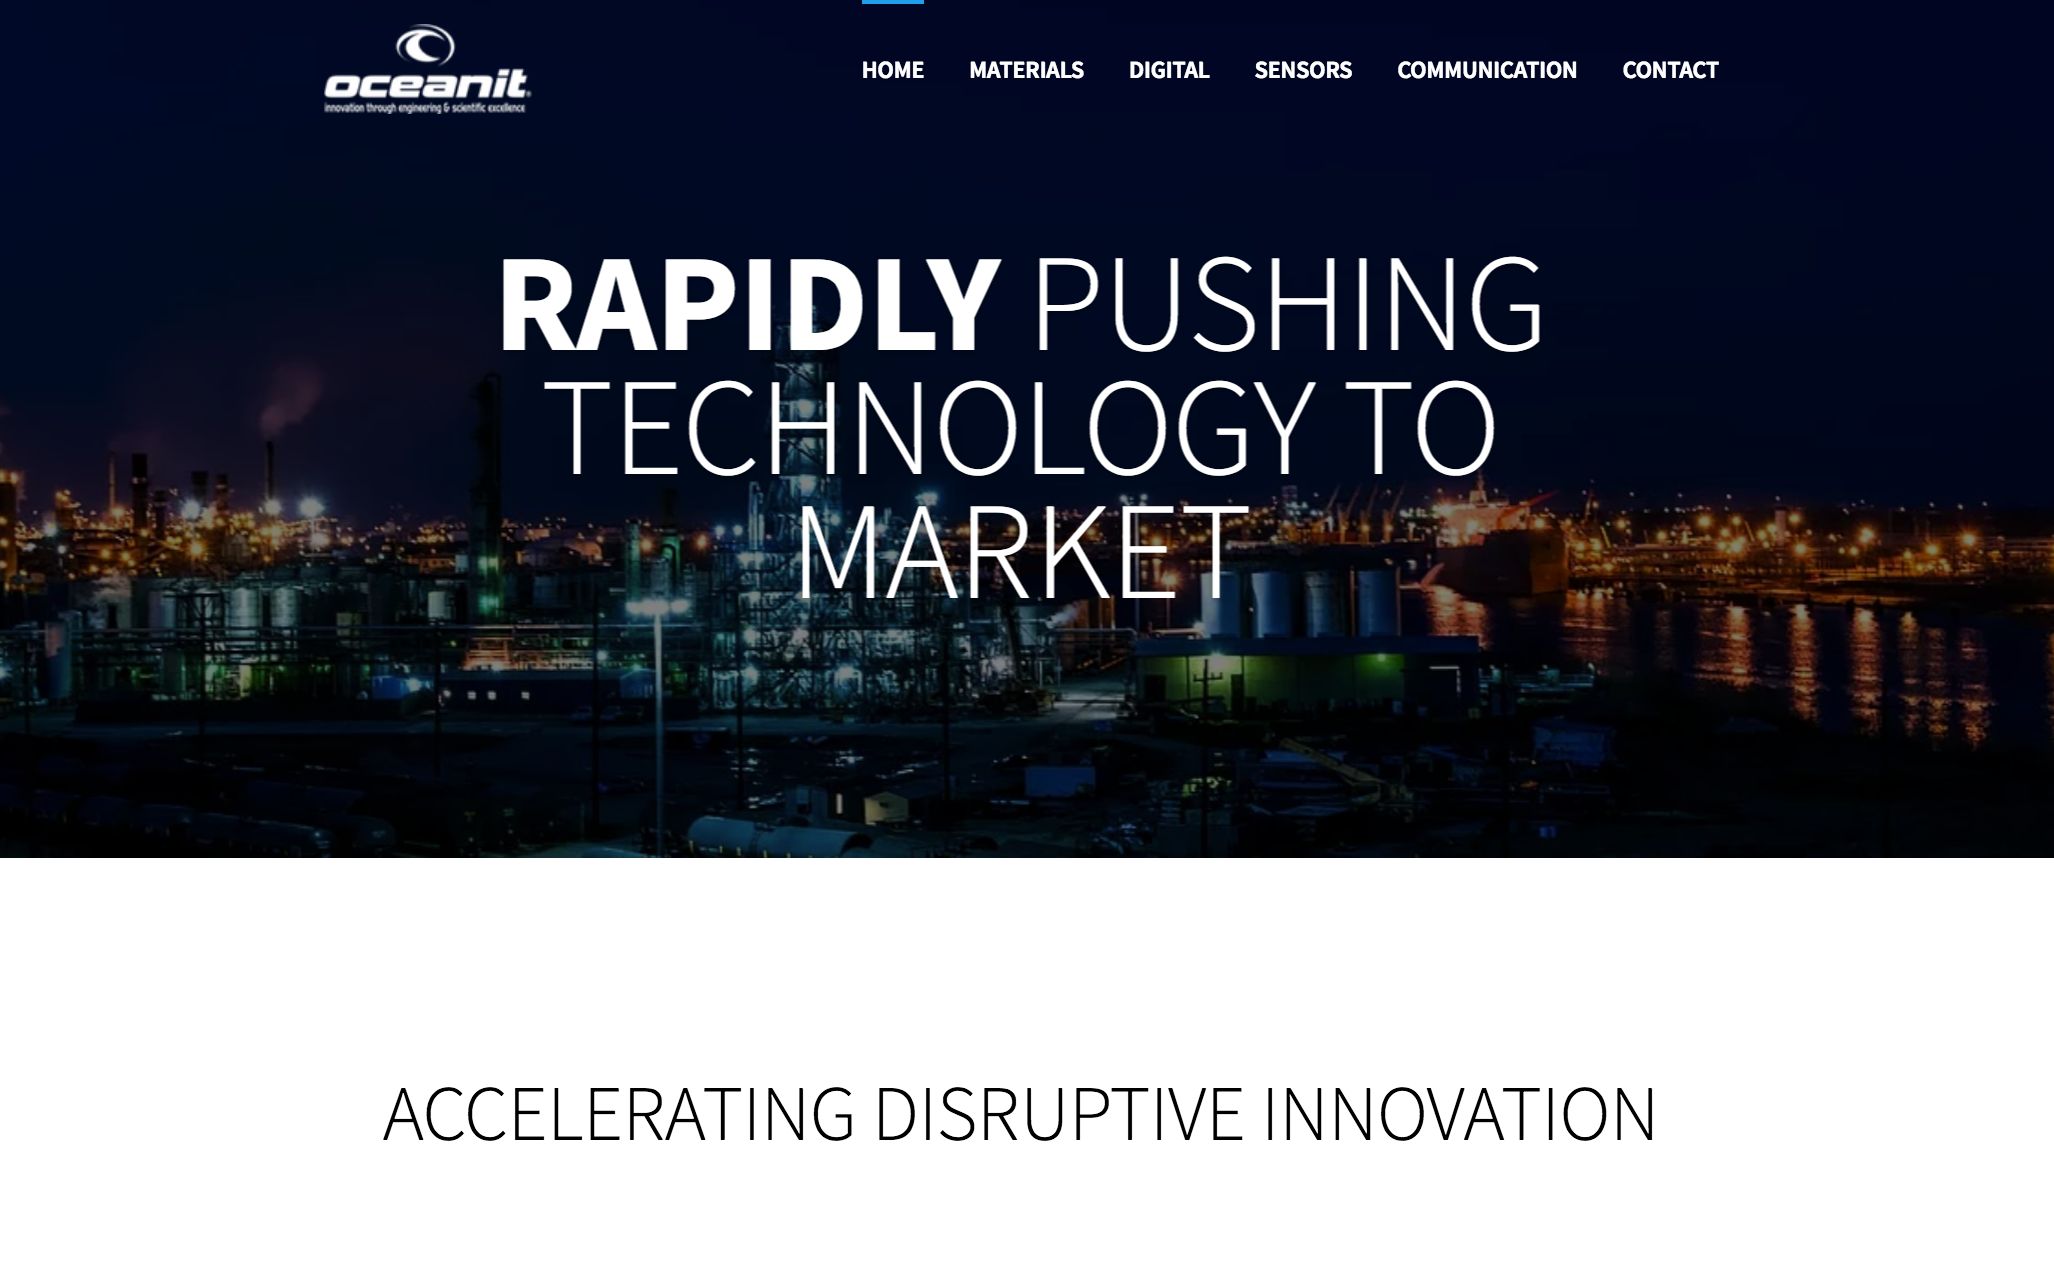 oceanit
innovation through engineering & scientific excellence
HOME MATERIALS DIGITAL SENSORS COMMUNICATION CONTACT
RAPIDLY PUSHING
TECHNOLOGY TO
MARKET
ACCELERATING DISRUPTIVE INNOVATION